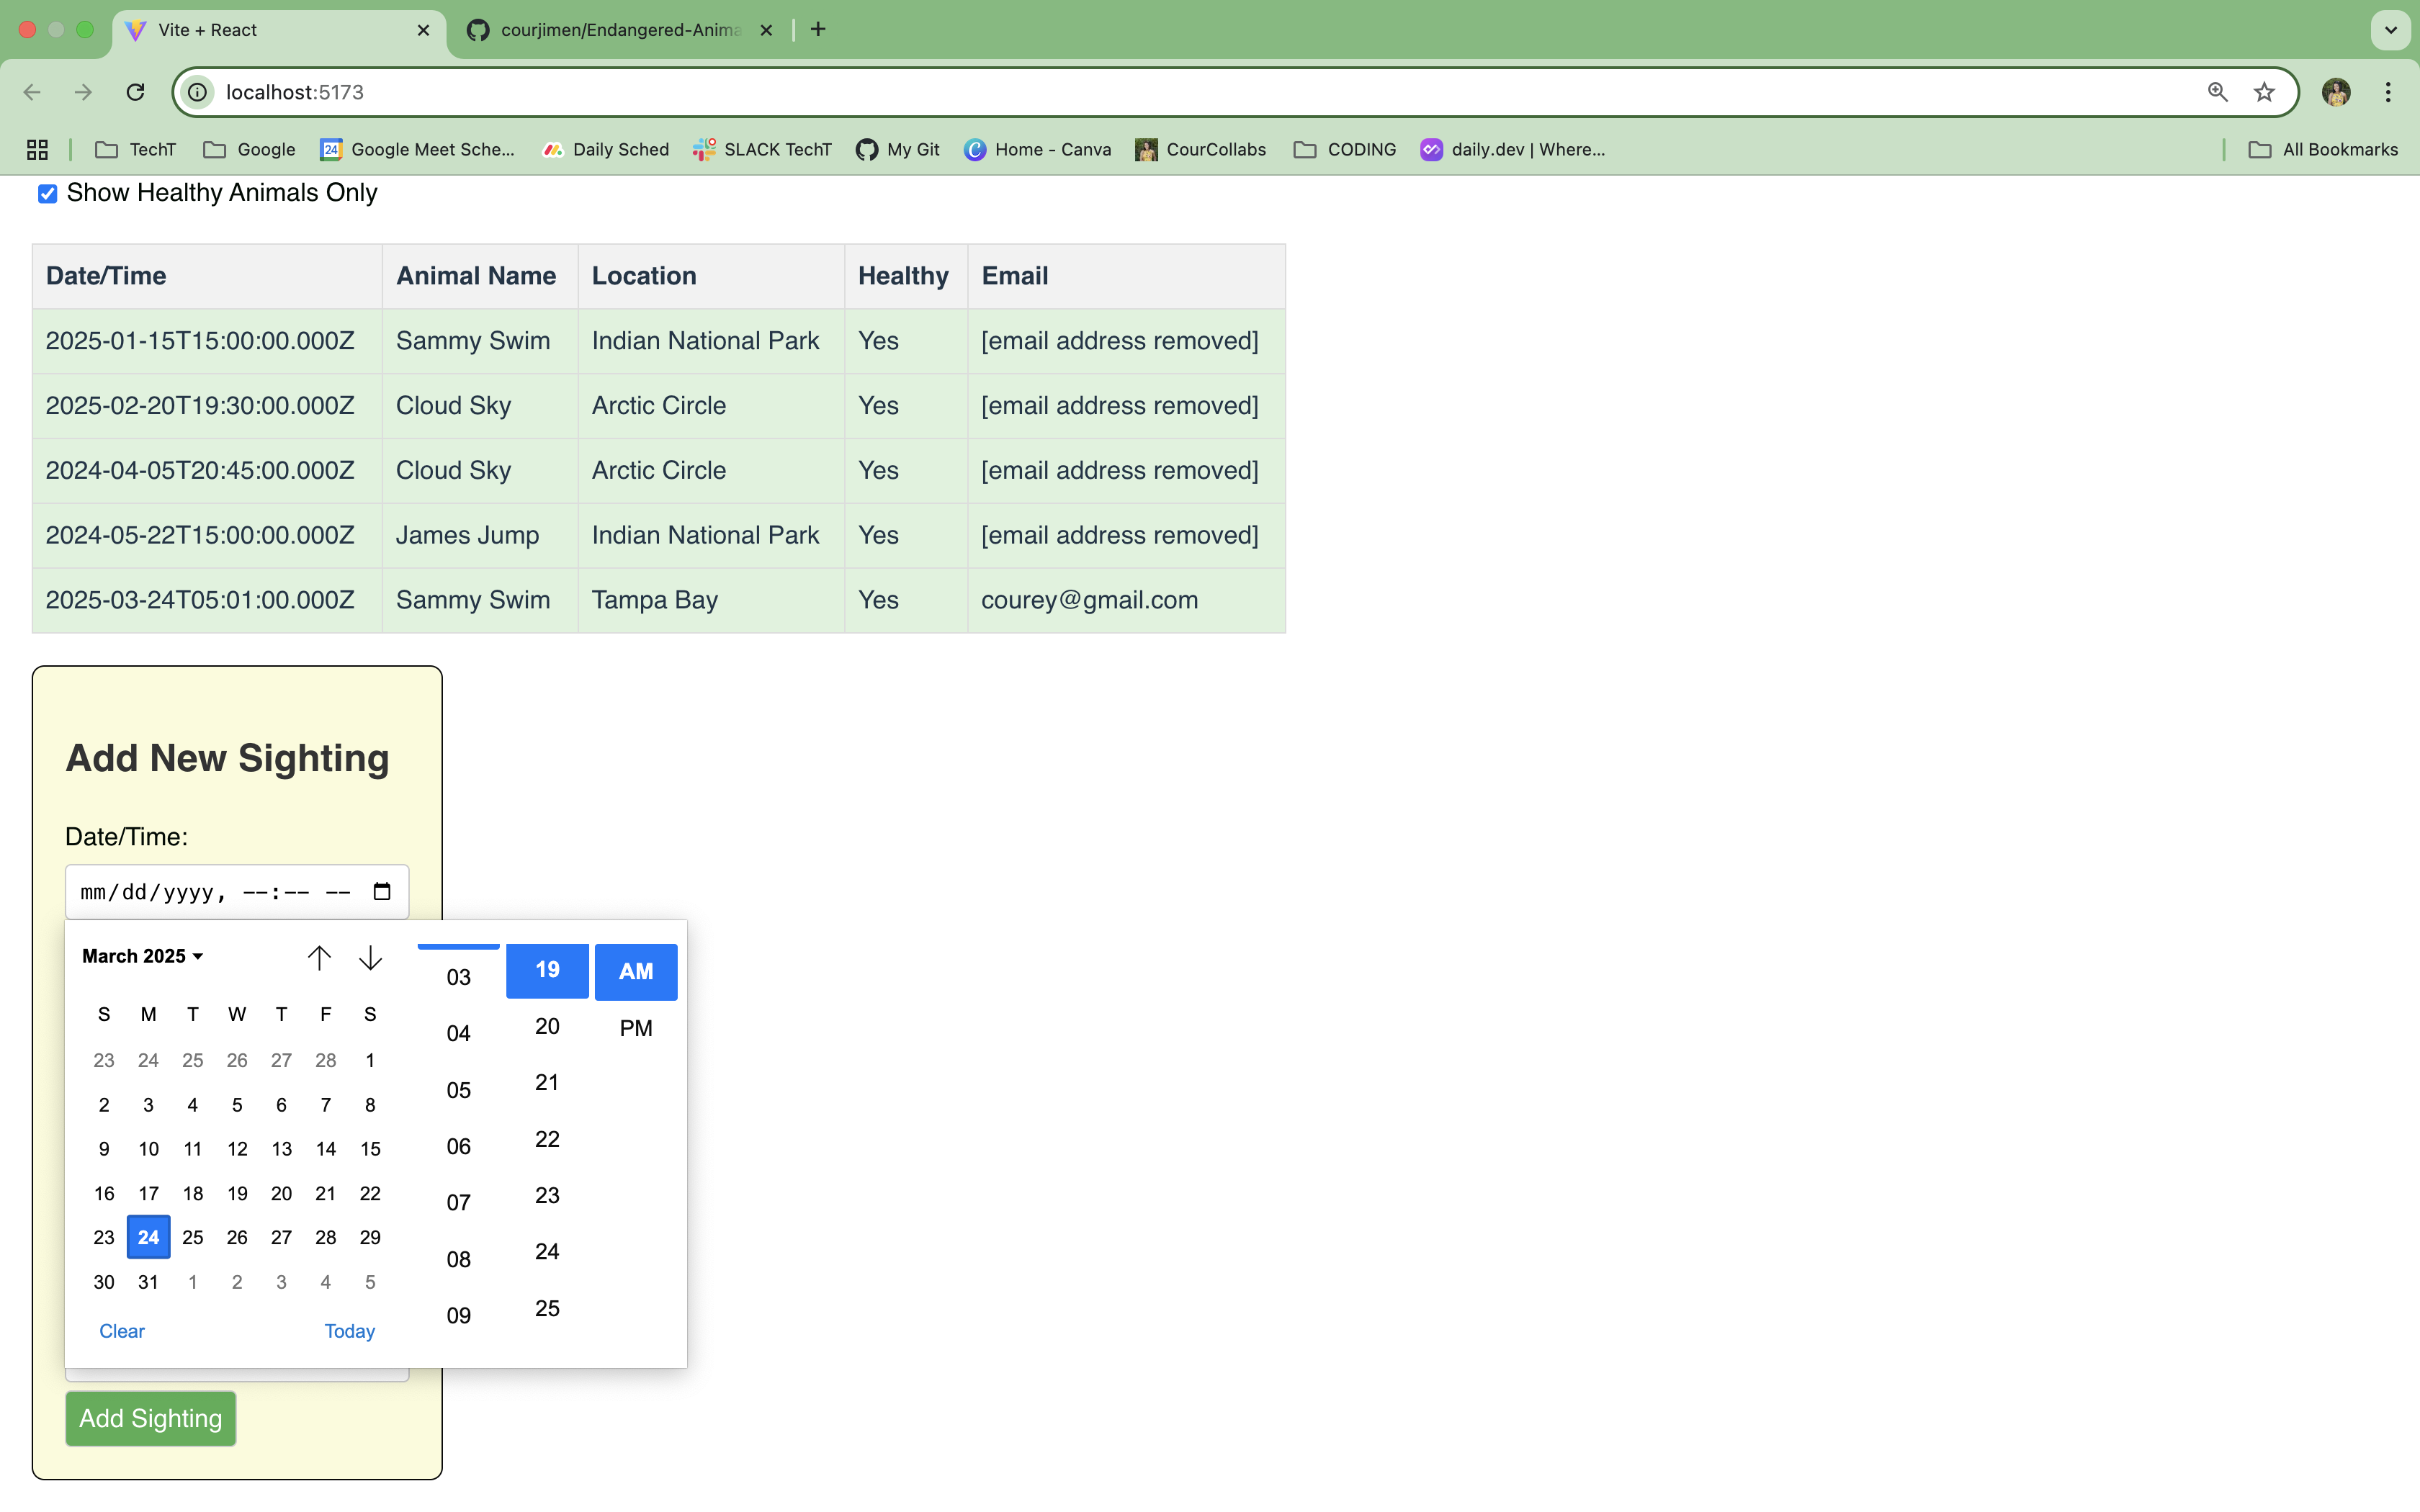 Vite + React
courjimen/Endangered-Anima
localhost:5173
TechT Google Google Meet Sche... Daily Sched SLACK TechT My Git Home - Canva CourCollabs CODING daily.dev | Where... All Bookmarks
Show Healthy Animals Only
Date/Time Animal Name Location Healthy Email
2025-01-15T15:00:00.000Z Sammy Swim Indian National Park Yes [email address removed]
2025-02-20T19:30:00.000Z Cloud Sky Arctic Circle Yes [email address removed]
2024-04-05T20:45:00.000Z Cloud Sky Arctic Circle Yes [email address removed]
2024-05-22T15:00:00.000Z James Jump Indian National Park Yes [email address removed]
2025-03-24T05:01:00.000Z Sammy Swim Tampa Bay Yes courey@gmail.com
Add New Sighting
Date/Time:
mm/dd/yyyy, --:-- --
March 2025
S M T W T F S
23 24 25 26 27 28 1
2 3 4 5 6 7 8
9 10 11 12 13 14 15
16 17 18 19 20 21 22
23 24 25 26 27 28 29
30 31 1 2 3 4 5
Clear Today
03 19 AM
04 20 PM
05 21
06 22
07 23
08 24
09 25
Add Sighting